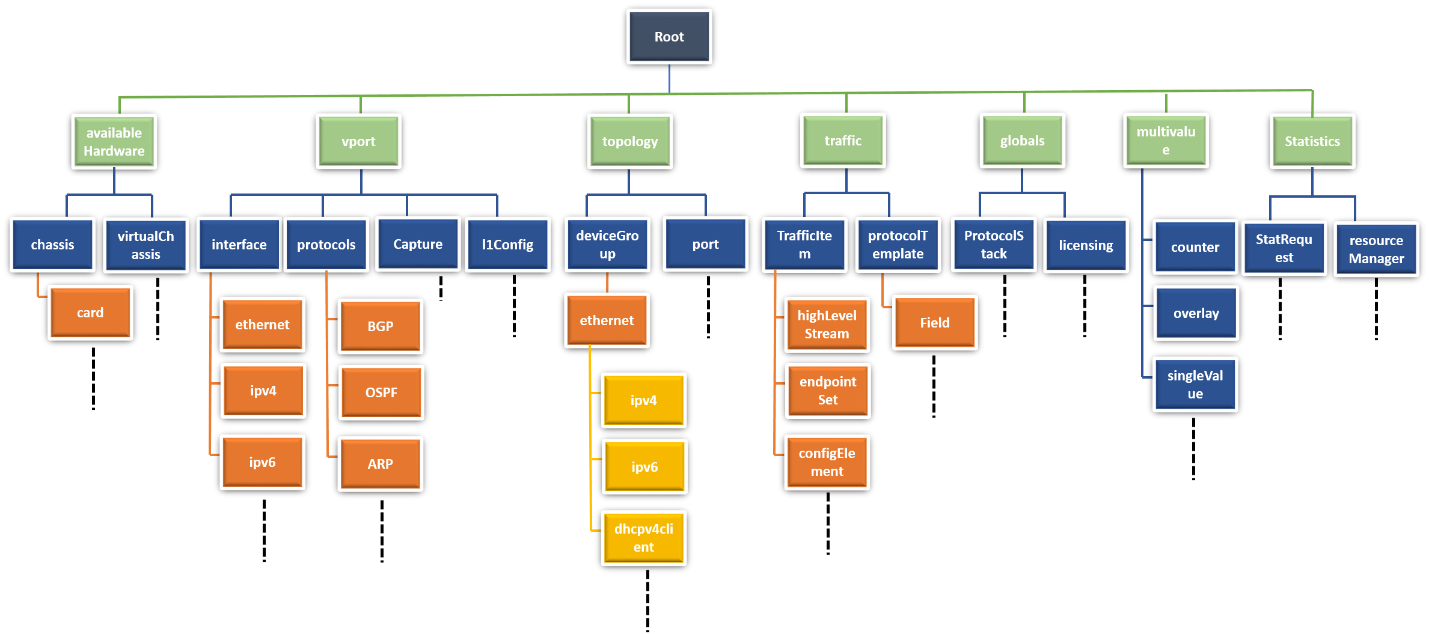 Root
available
Hardware
vport
topology
traffic
globals
multivalu
e
Statistics
chassis
virtualCh
assis
interface
protocols
Capture
l1Config
deviceGro
up
port
TrafficIte
m
protocolT
emplate
ProtocolS
tack
licensing
counter
StatRequ
est
resource
Manager
card
ethernet
BGP
ethernet
highLevel
Stream
Field
overlay
ipv4
OSPF
ipv4
endpoint
Set
singleVal
ue
ipv6
ARP
ipv6
configEle
ment
dhcpv4cli
ent